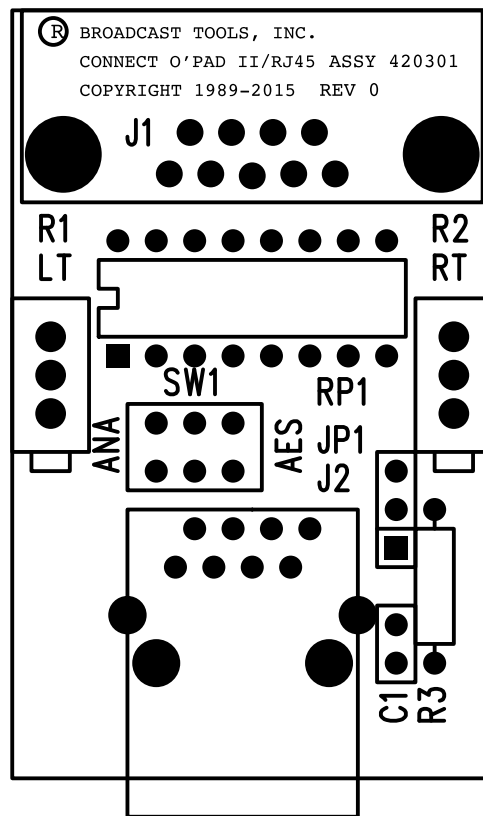 ® BROADCAST TOOLS, INC.
CONNECT O'PAD II/RJ45 ASSY 420301
COPYRIGHT 1989-2015 REV 0
J1
R1
LT
R2
RT
SW1
RP1
ANA
AES
JP1
J2
C1
R3